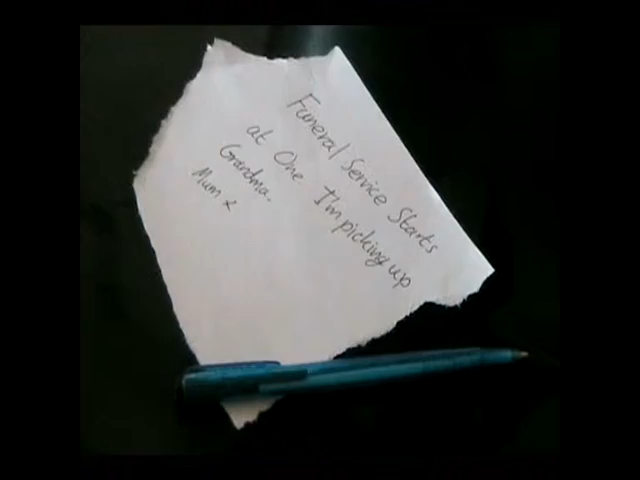 Funeral Service Starts
at One. I'm picking up
Grandma.
Mum x